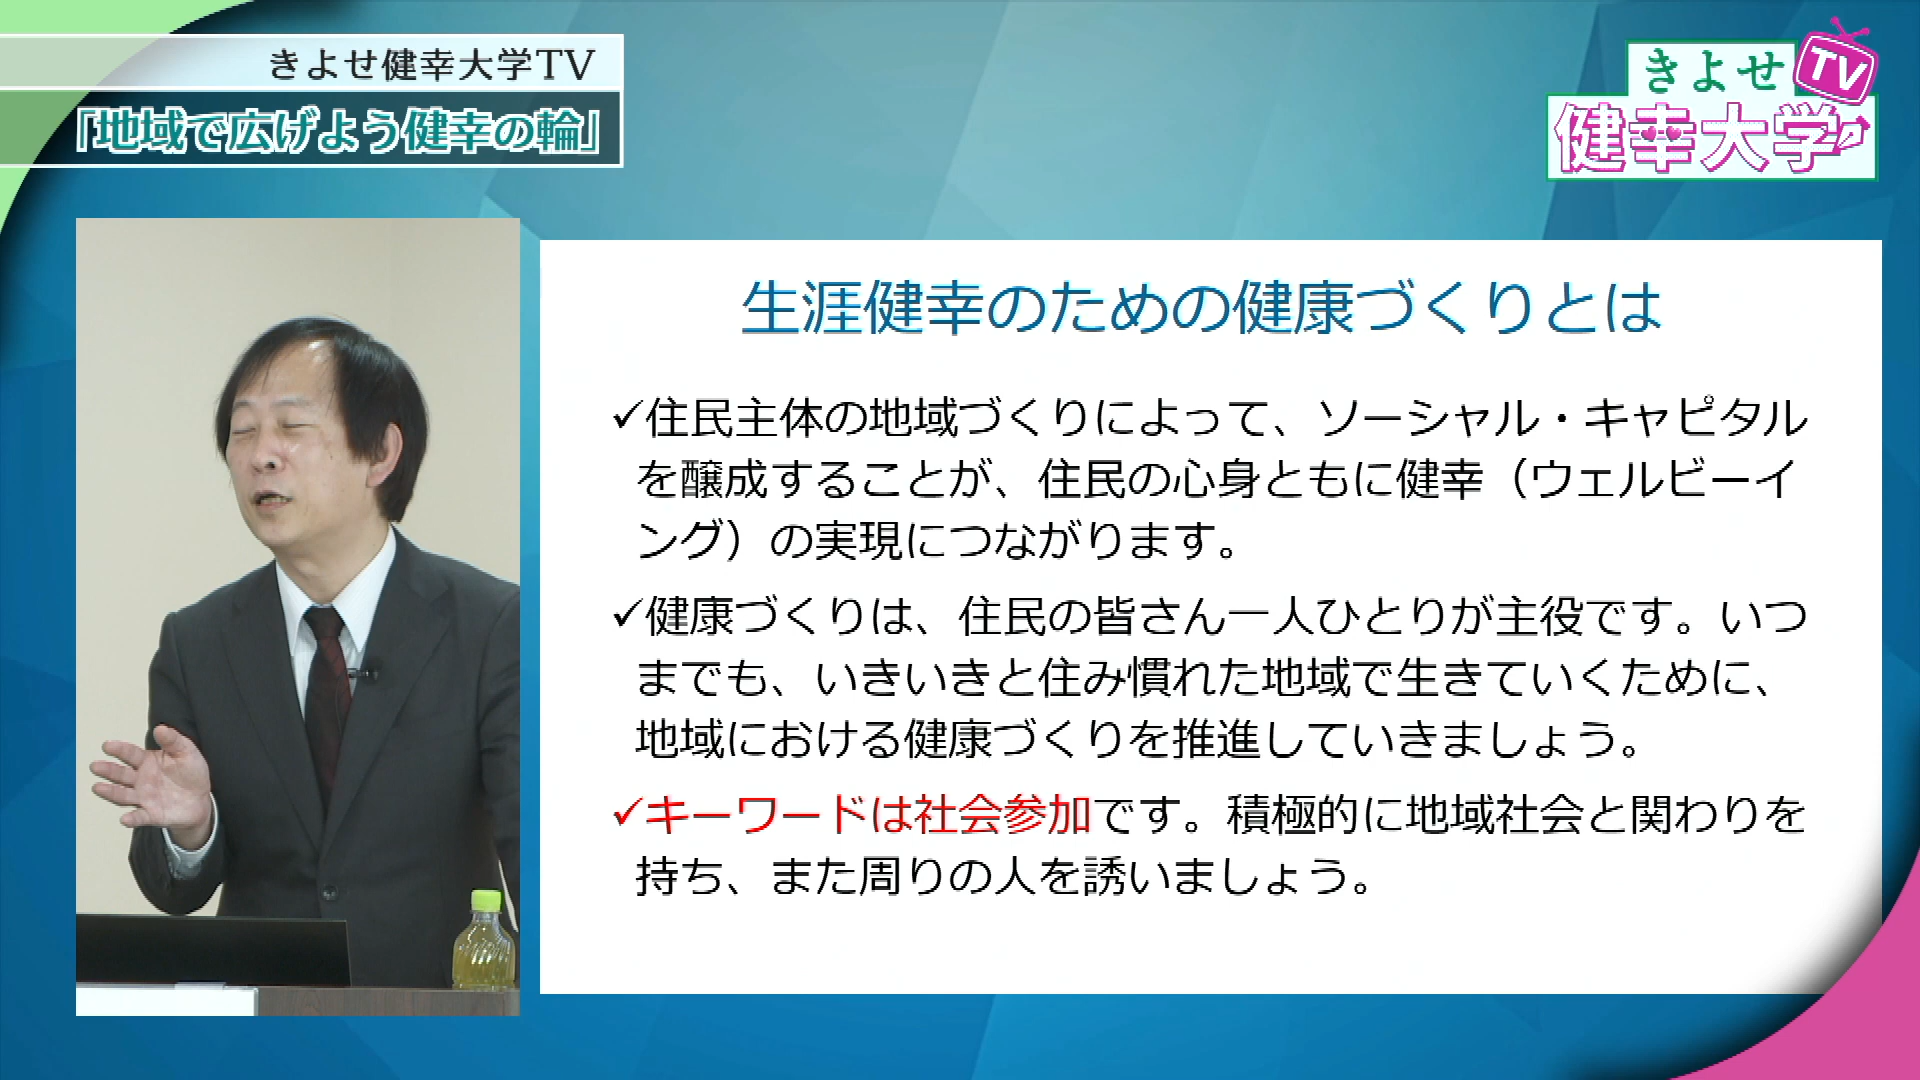 きよせ健幸大学TV
「地域で広げよう健幸の輪」
きよせ
TV
健幸大学
生涯健幸のための健康づくりとは
✓住民主体の地域づくりによって、ソーシャル・キャピタル
を醸成することが、住民の心身ともに健幸（ウェルビーイ
ング）の実現につながります。
✓健康づくりは、住民の皆さん一人ひとりが主役です。いつ
までも、いきいきと住み慣れた地域で生きていくために、
地域における健康づくりを推進していきましょう。
✓キーワードは社会参加です。積極的に地域社会と関わりを
持ち、また周りの人を誘いましょう。